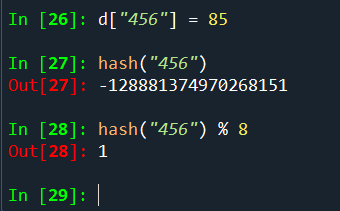 In [26]: d["456"] = 85
In [27]: hash("456")
Out[27]: -128881374970268151
In [28]: hash("456") % 8
Out[28]: 1
In [29]: